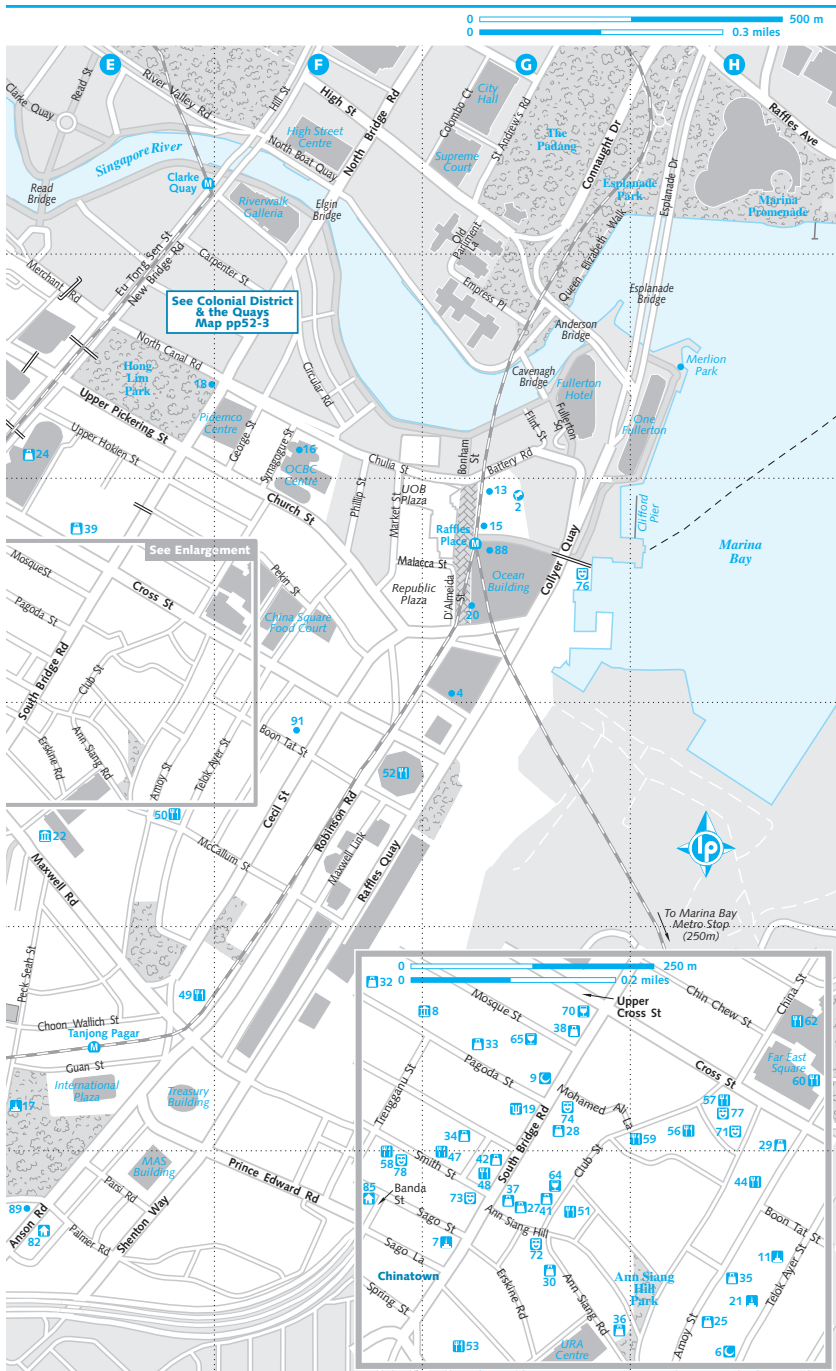 0 500 m
0 0.3 miles
E
F
G
H
Clarke Quay
Read St
River Valley Rd
Hill St
High St
High Street
Centre
North Bridge Rd
North Boat Quay
Singapore River
Clarke
Quay
M
Read
Bridge
Riverwalk
Galleria
Elgin
Bridge
City
Hall
Colombo Ct
St Andrew's Rd
Supreme
Court
The
Padang
Connaught Dr
Esplanade
Park
Esplanade Dr
Raffles Ave
Marina
Promenade
Old
Parliment
La
Empress Pl
Queen Elizabeth Walk
Esplanade
Bridge
Anderson
Bridge
Cavenagh
Bridge
Fullerton
Hotel
Merlion
Park
One
Fullerton
Fullerton
Sq
Flint St
Battery Rd
Bonham
St
Merchant Rd
Eu Tong Sen St
New Bridge Rd
Carpenter St
See Colonial District
& the Quays
Map pp52-3
North Canal Rd
Hong
Lim
Park
18
Circular Rd
Upper Pickering St
Pidemco
Centre
George St
Synagogue St
16
OCBC
Centre
Chulia St
Upper Hokien St
24
39
Church St
Phillip St
Market St
UOB
Plaza
13
2
15
Raffles
Place
M
88
Malacca St
Republic
Plaza
D'Almeida
St
20
Ocean
Building
Collyer Quay
Clifford
Pier
76
Marina
Bay
See Enlargement
MosqueSt
Pagoda St
Cross St
Pekin St
China Square
Food Court
South Bridge Rd
Club St
Erskine Rd
Ann Siang Rd
Amoy St
Telok Ayer St
91
Boon Tat St
4
52
50
22
Cecil St
McCallum St
Robinson Rd
Maxwell Link
Raffles Quay
Maxwell Rd
lp
To Marina Bay
Metro Stop
(250m)
Peck Seah St
49
Choon Wallich St
Tanjong Pagar
M
Guan St
International
Plaza
Treasury
Building
17
MAS
Building
Parsi Rd
Prince Edward Rd
Shenton Way
Palmer Rd
Anson Rd
89
82
0 250 m
0 0.2 miles
32
8
Mosque St
70
Upper
Cross St
38
65
33
Chin Chew St
China St
62
Far East
Square
60
Cross St
Pagoda St
9
Trengganu St
19
74
Mohamed Ali La
28
57
77
71
56
59
29
34
47
58
78
Smith St
42
48
South Bridge Rd
Club St
64
44
85
Banda
St
73
37
27
41
51
Sago St
Ann Siang Hill
Boon Tat St
7
72
11
Sago La
30
Ann Siang
Hill
Park
35
Chinatown
Telok Ayer St
21
Spring St
Erskine Rd
Ann Siang Rd
36
25
53
URA
Centre
Amoy St
6